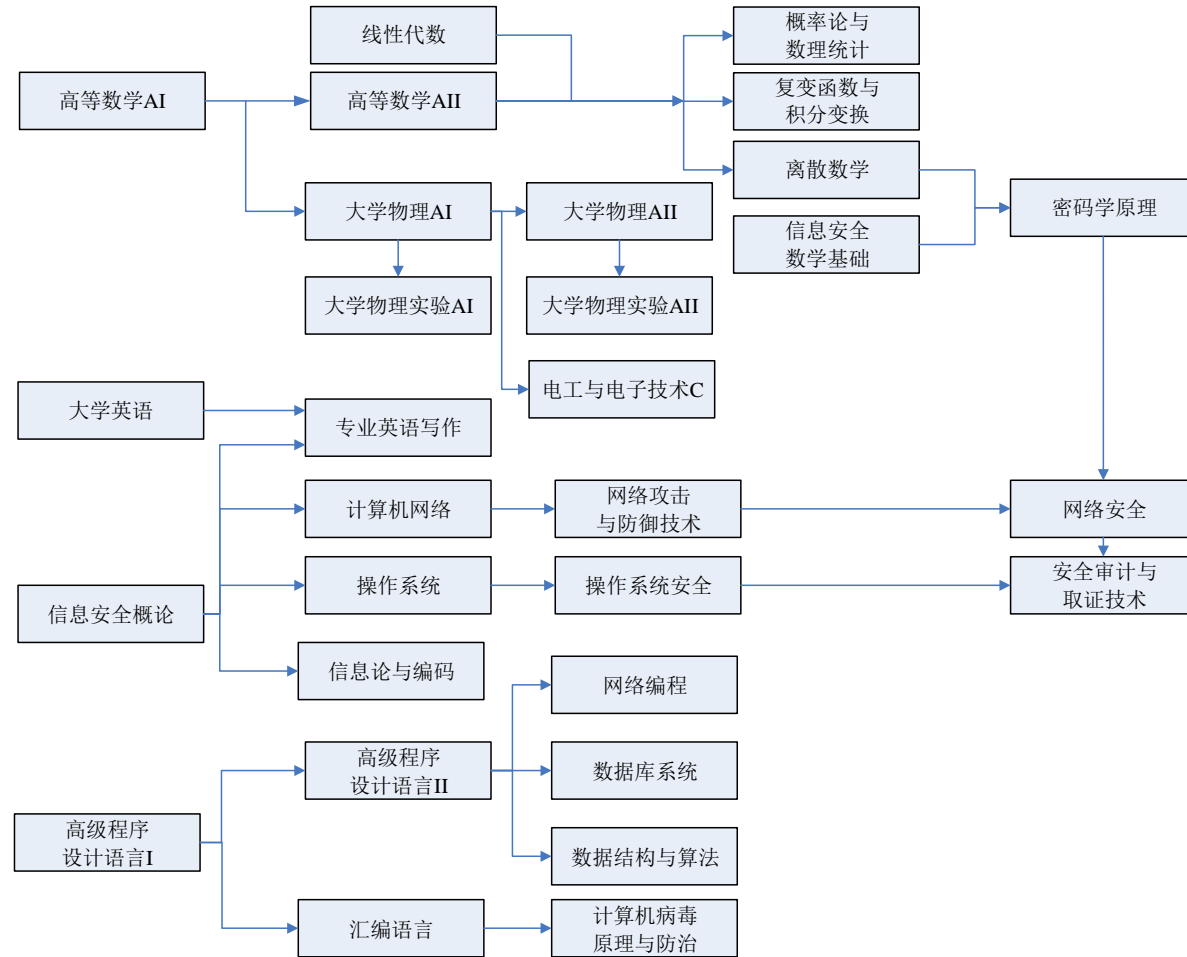 线性代数
概率论与
数理统计
高等数学AI
高等数学AII
复变函数与
积分变换
离散数学
大学物理AI
大学物理AII
密码学原理
信息安全
数学基础
大学物理实验AI
大学物理实验AII
电工与电子技术C
大学英语
专业英语写作
计算机网络
网络攻击
与防御技术
网络安全
操作系统
操作系统安全
安全审计与
取证技术
信息安全概论
信息论与编码
网络编程
高级程序
设计语言II
数据库系统
高级程序
设计语言I
数据结构与算法
汇编语言
计算机病毒
原理与防治